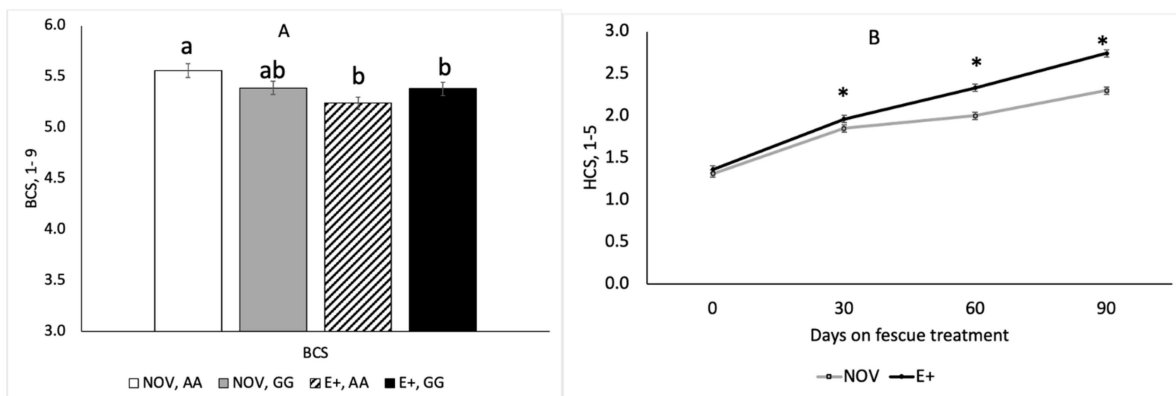 A
BCS, 1- 9
6.0
5.5
5.0
4.5
4.0
3.5
3.0
a
ab
b
b
BCS
NOV, AA
NOV, GG
E+, AA
E+, GG
B
HCS, 1-5
3.0
2.5
2.0
1.5
1.0
0.5
0.0
*
*
*
0
30
60
90
Days on fescue treatment
NOV
E+